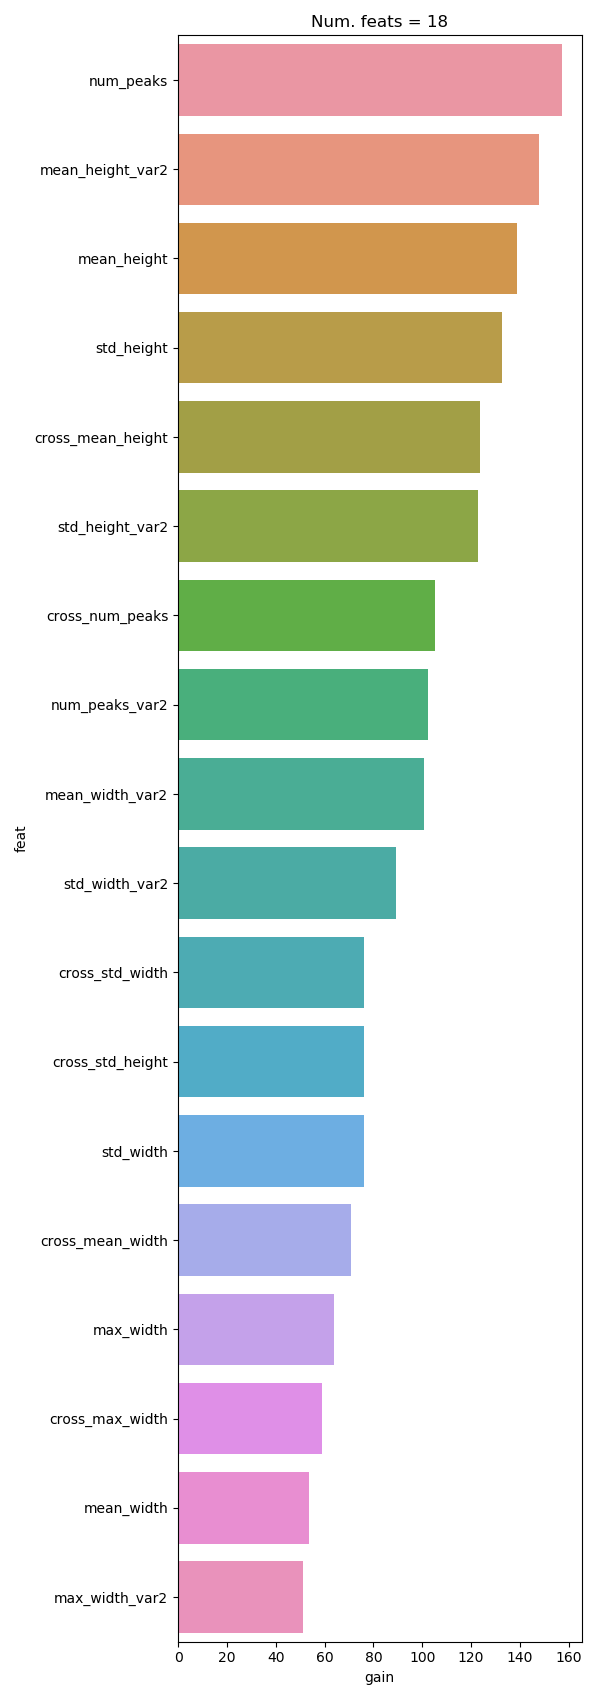 Num. feats = 18
num_peaks
mean_height_var2
mean_height
std_height
cross_mean_height
std_height_var2
cross_num_peaks
num_peaks_var2
mean_width_var2
feat
std_width_var2
cross_std_width
cross_std_height
std_width
cross_mean_width
max_width
cross_max_width
mean_width
max_width_var2
0 20 40 60 80 100 120 140 160
gain